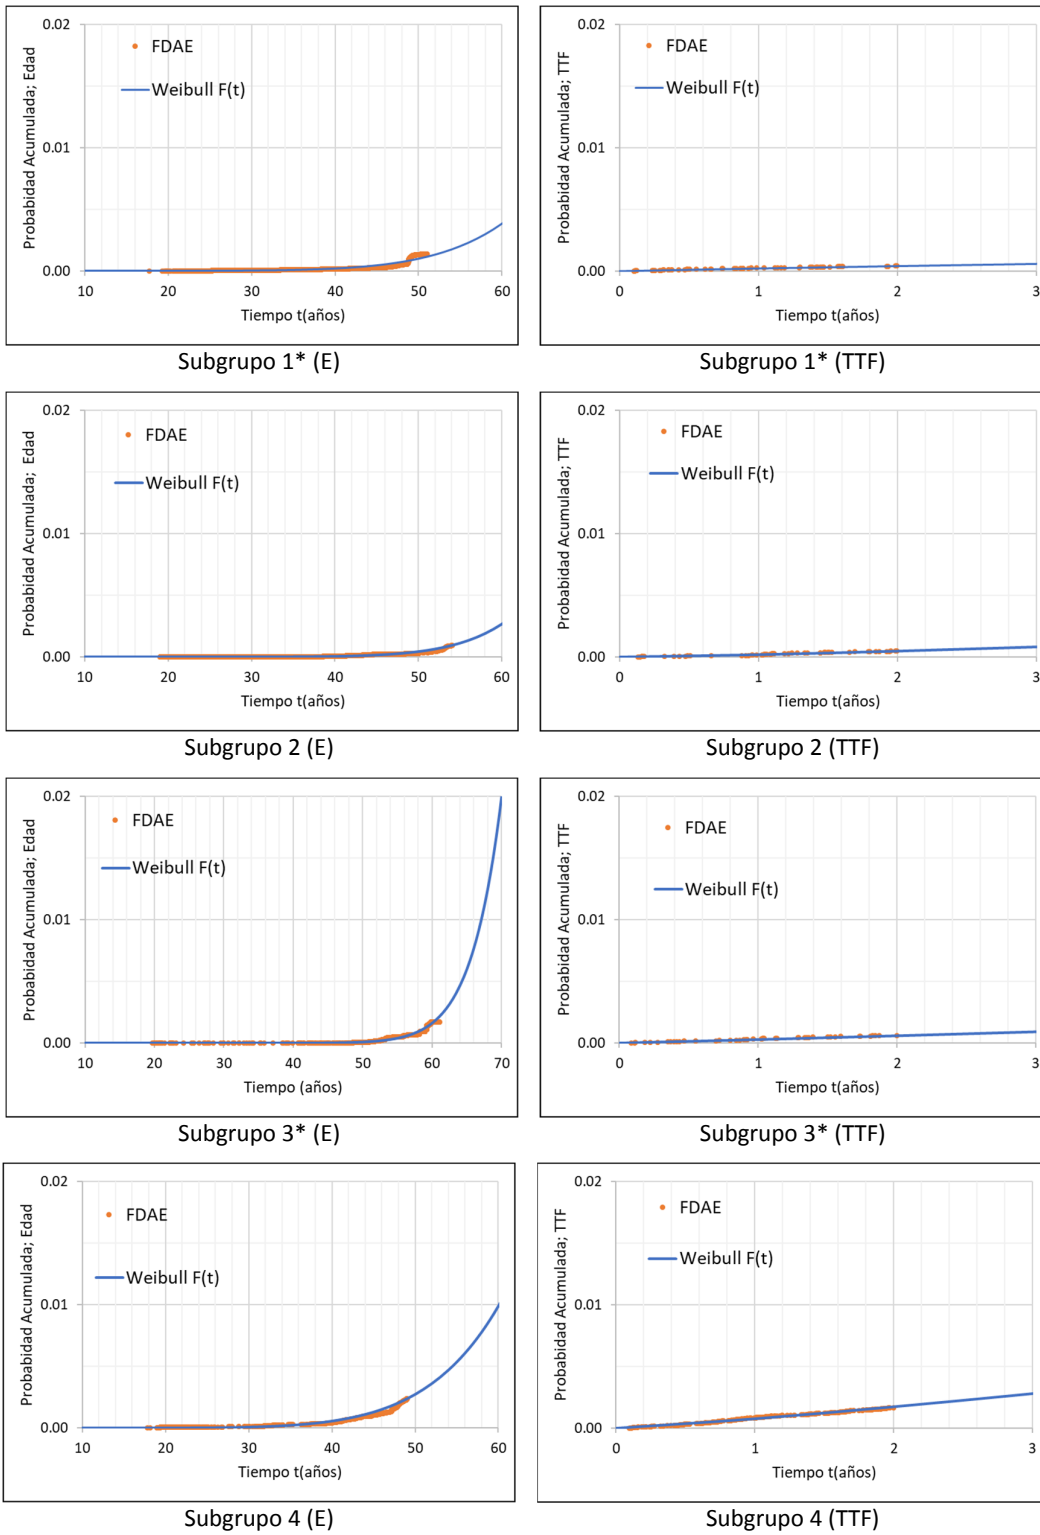 Probabidad Acumulada; Edad
0.02
0.01
0.00
FDAE
Weibull F(t)
10 20 30 40 50 60
Tiempo t(años)
Subgrupo 1* (E)
Probabidad Acumulada; TTF
0.02
0.01
0.00
FDAE
Weibull F(t)
0 1 2 3
Tiempo t(años)
Subgrupo 1* (TTF)
Probabidad Acumulada; Edad
0.02
0.01
0.00
FDAE
Weibull F(t)
10 20 30 40 50 60
Tiempo t(años)
Subgrupo 2 (E)
Probabidad Acumulada; TTF
0.02
0.01
0.00
FDAE
Weibull F(t)
0 1 2 3
Tiempo t(años)
Subgrupo 2 (TTF)
Probabidad Acumulada; Edad
0.02
0.01
0.00
FDAE
Weibull F(t)
10 20 30 40 50 60 70
Tiempo (años)
Subgrupo 3* (E)
Probabidad Acumulada; TTF
0.02
0.01
0.00
FDAE
Weibull F(t)
0 1 2 3
Tiempo t(años)
Subgrupo 3* (TTF)
Probabidad Acumulada; Edad
0.02
0.01
0.00
FDAE
Weibull F(t)
10 20 30 40 50 60
Tiempo t(años)
Subgrupo 4 (E)
Probabidad Acumulada; TTF
0.02
0.01
0.00
FDAE
Weibull F(t)
0 1 2 3
Tiempo t(años)
Subgrupo 4 (TTF)